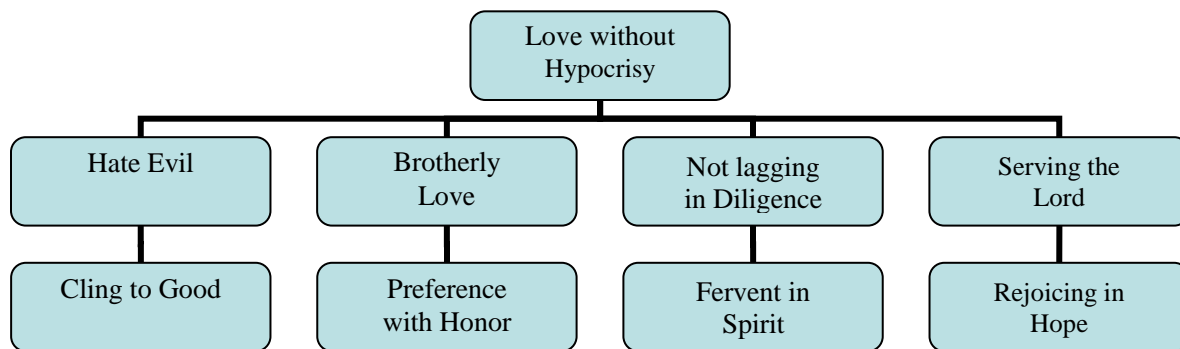 Love without
Hypocrisy
Hate Evil
Brotherly
Love
Not lagging
in Diligence
Serving the
Lord
Cling to Good
Preference
with Honor
Fervent in
Spirit
Rejoicing in
Hope